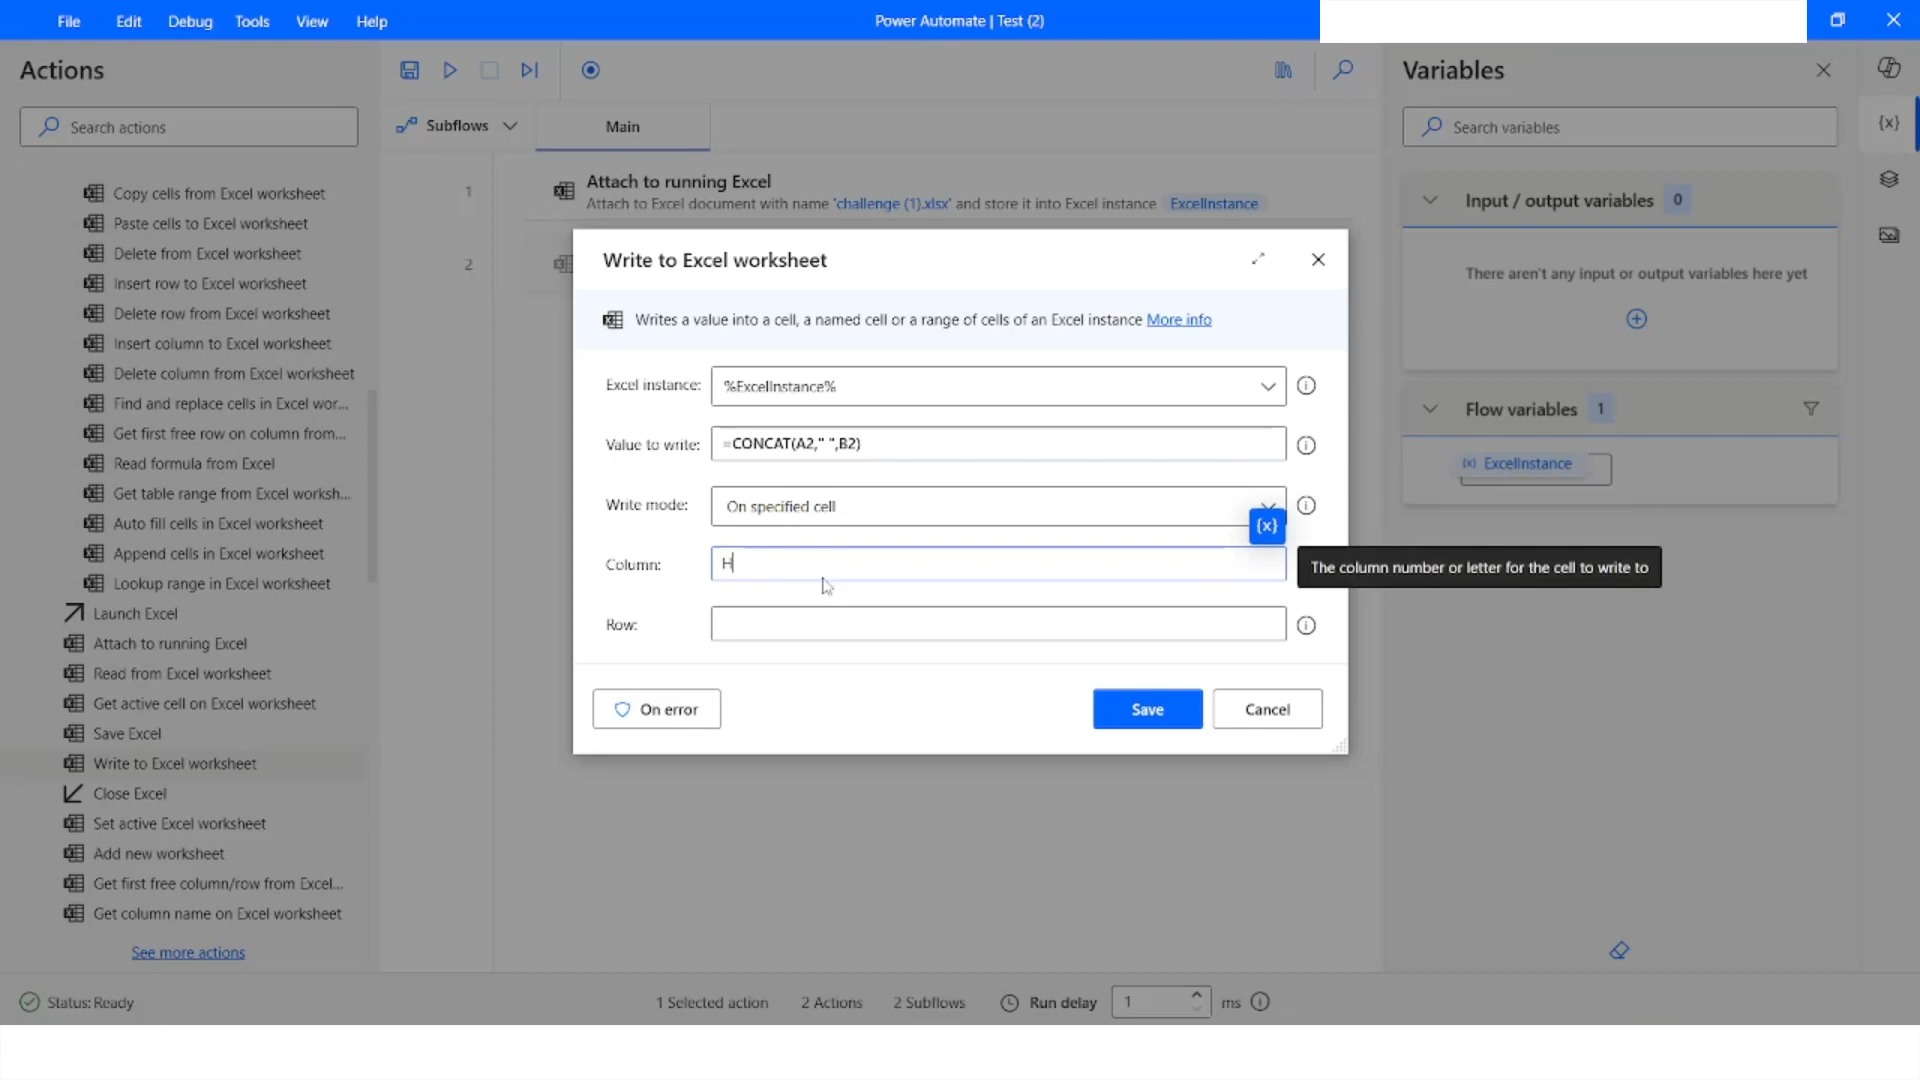 File Edit Debug Tools View Help
Power Automate | Test (2)
Actions
Search actions
Copy cells from Excel worksheet
Paste cells to Excel worksheet
Delete from Excel worksheet
Insert row to Excel worksheet
Delete row from Excel worksheet
Insert column to Excel worksheet
Delete column from Excel worksheet
Find and replace cells in Excel wor...
Get first free row on column from...
Read formula from Excel
Get table range from Excel worksh...
Auto fill cells in Excel worksheet
Append cells in Excel worksheet
Lookup range in Excel worksheet
Launch Excel
Attach to running Excel
Read from Excel worksheet
Get active cell on Excel worksheet
Save Excel
Write to Excel worksheet
Close Excel
Set active Excel worksheet
Add new worksheet
Get first free column/row from Excel...
Get column name on Excel worksheet
See more actions
Subflows
Main
1
Attach to running Excel
Attach to Excel document with name 'challenge (1).xlsx' and store it into Excel instance ExcelInstance
2
Write to Excel worksheet
Writes a value into a cell, a named cell or a range of cells of an Excel instance More info
Excel instance: %ExcelInstance%
Value to write: =CONCAT(A2," ",B2)
Write mode: On specified cell
{x}
Column: H
The column number or letter for the cell to write to
Row:
On error
Save
Cancel
Variables
Search variables
{x}
Input / output variables 0
There aren't any input or output variables here yet
Flow variables 1
(x) ExcelInstance
Status: Ready
1 Selected action
2 Actions
2 Subflows
Run delay 1 ms